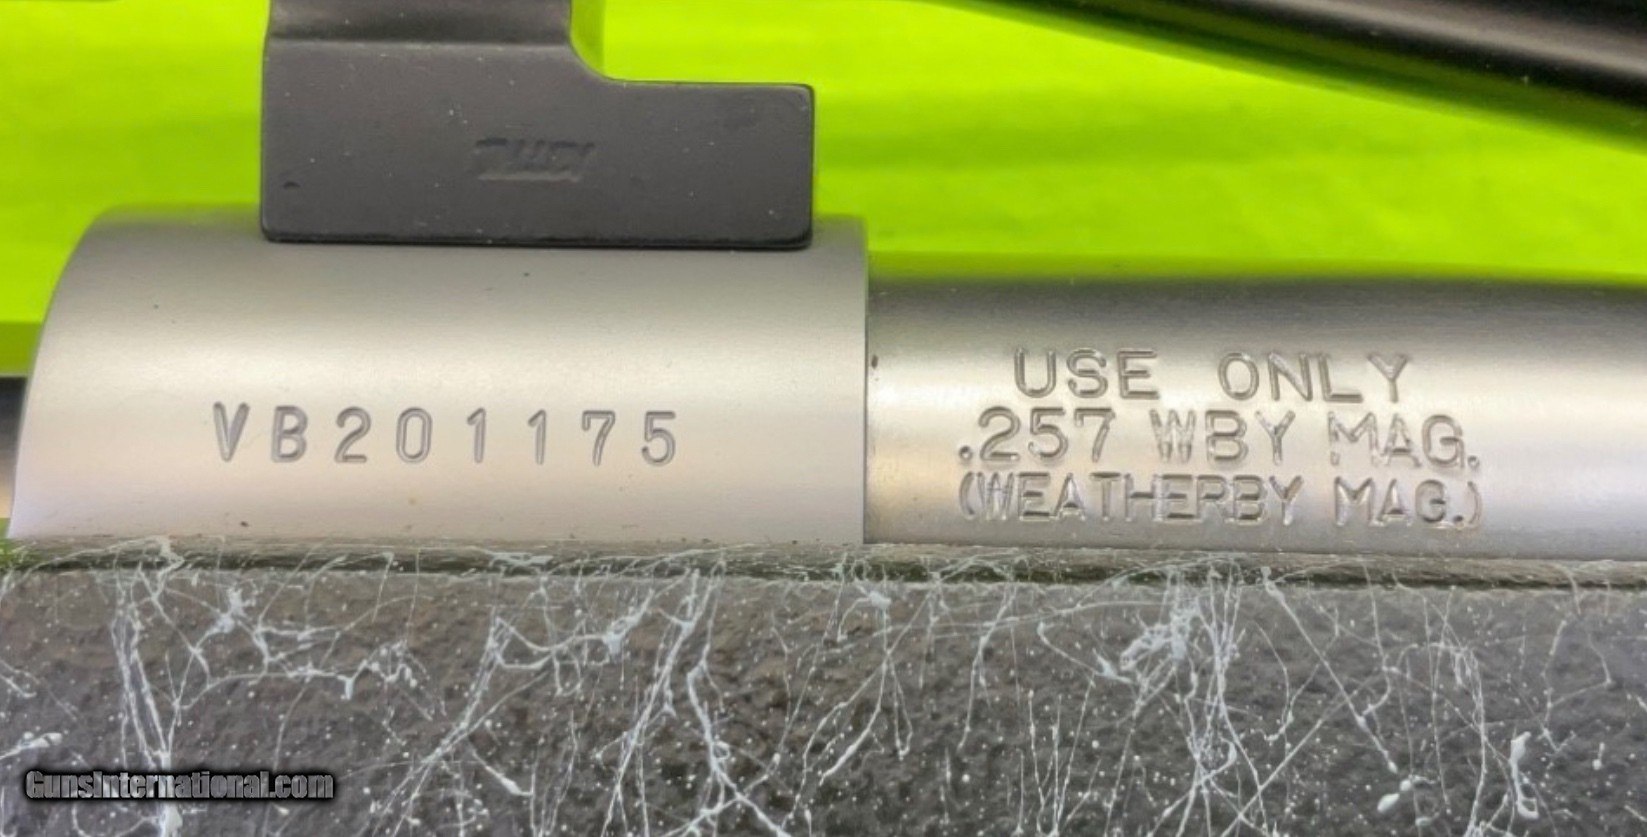 VB201175
USE ONLY
.257 WBY MAG.
(WEATHERBY MAG.)
GunsInternational.com